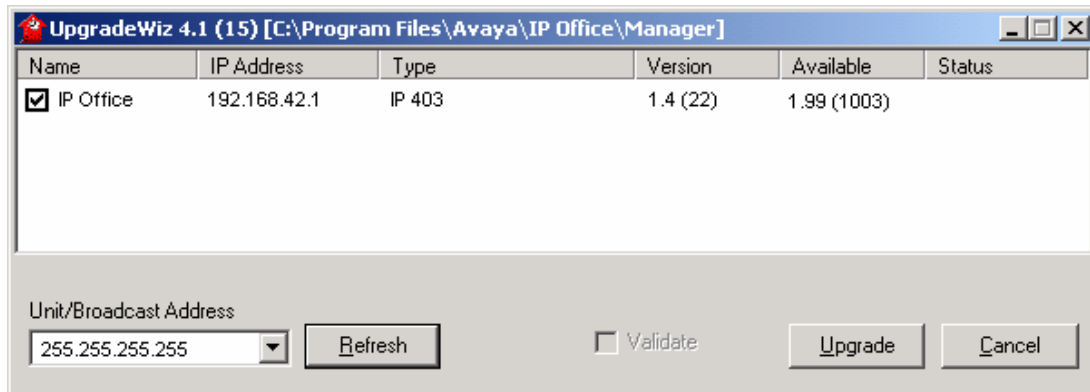 UpgradeWiz 4.1 (15) [C:\Program Files\Avaya\IP Office\Manager]
Name IP Address Type Version Available Status
IP Office 192.168.42.1 IP 403 1.4 (22) 1.99 (1003)
Unit/Broadcast Address
255.255.255.255 Refresh Validate Upgrade Cancel